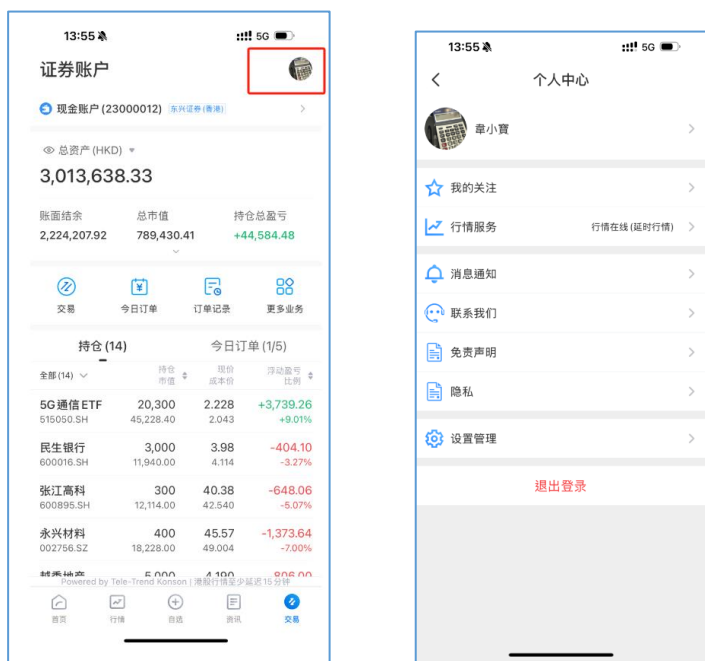 13:55
5G
证券账户
现金账户 (23000012) 东兴证券(香港)
总资产 (HKD)
3,013,638.33
账面结余 总市值 持仓总盈亏
2,224,207.92 789,430.41 +44,584.48
交易 今日订单 订单记录 更多业务
持仓 (14) 今日订单 (1/5)
全部 (14) 持仓 现价 浮动盈亏
市值 成本价 比例
5G通信ETF 20,300 2.228 +3,739.26
515050.SH 45,228.40 2.043 +9.01%
民生银行 3,000 3.98 -404.10
600016.SH 11,940.00 4.114 -3.27%
张江高科 300 40.38 -648.06
600895.SH 12,114.00 42.540 -5.07%
永兴材料 400 45.57 -1,373.64
002756.SZ 18,228.00 49.004 -7.00%
越秀地产 5,000 4.190 -806.00
Powered by Tele-Trend Konson | 港股行情至少延迟15分钟
首页 行情 自选 资讯 交易
13:55
5G
个人中心
韋小寶
我的关注
行情服务 行情在线 (延时行情)
消息通知
联系我们
免责声明
隐私
设置管理
退出登录